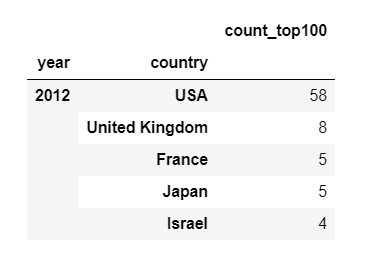 count_top100
year country
2012 USA 58
United Kingdom 8
France 5
Japan 5
Israel 4